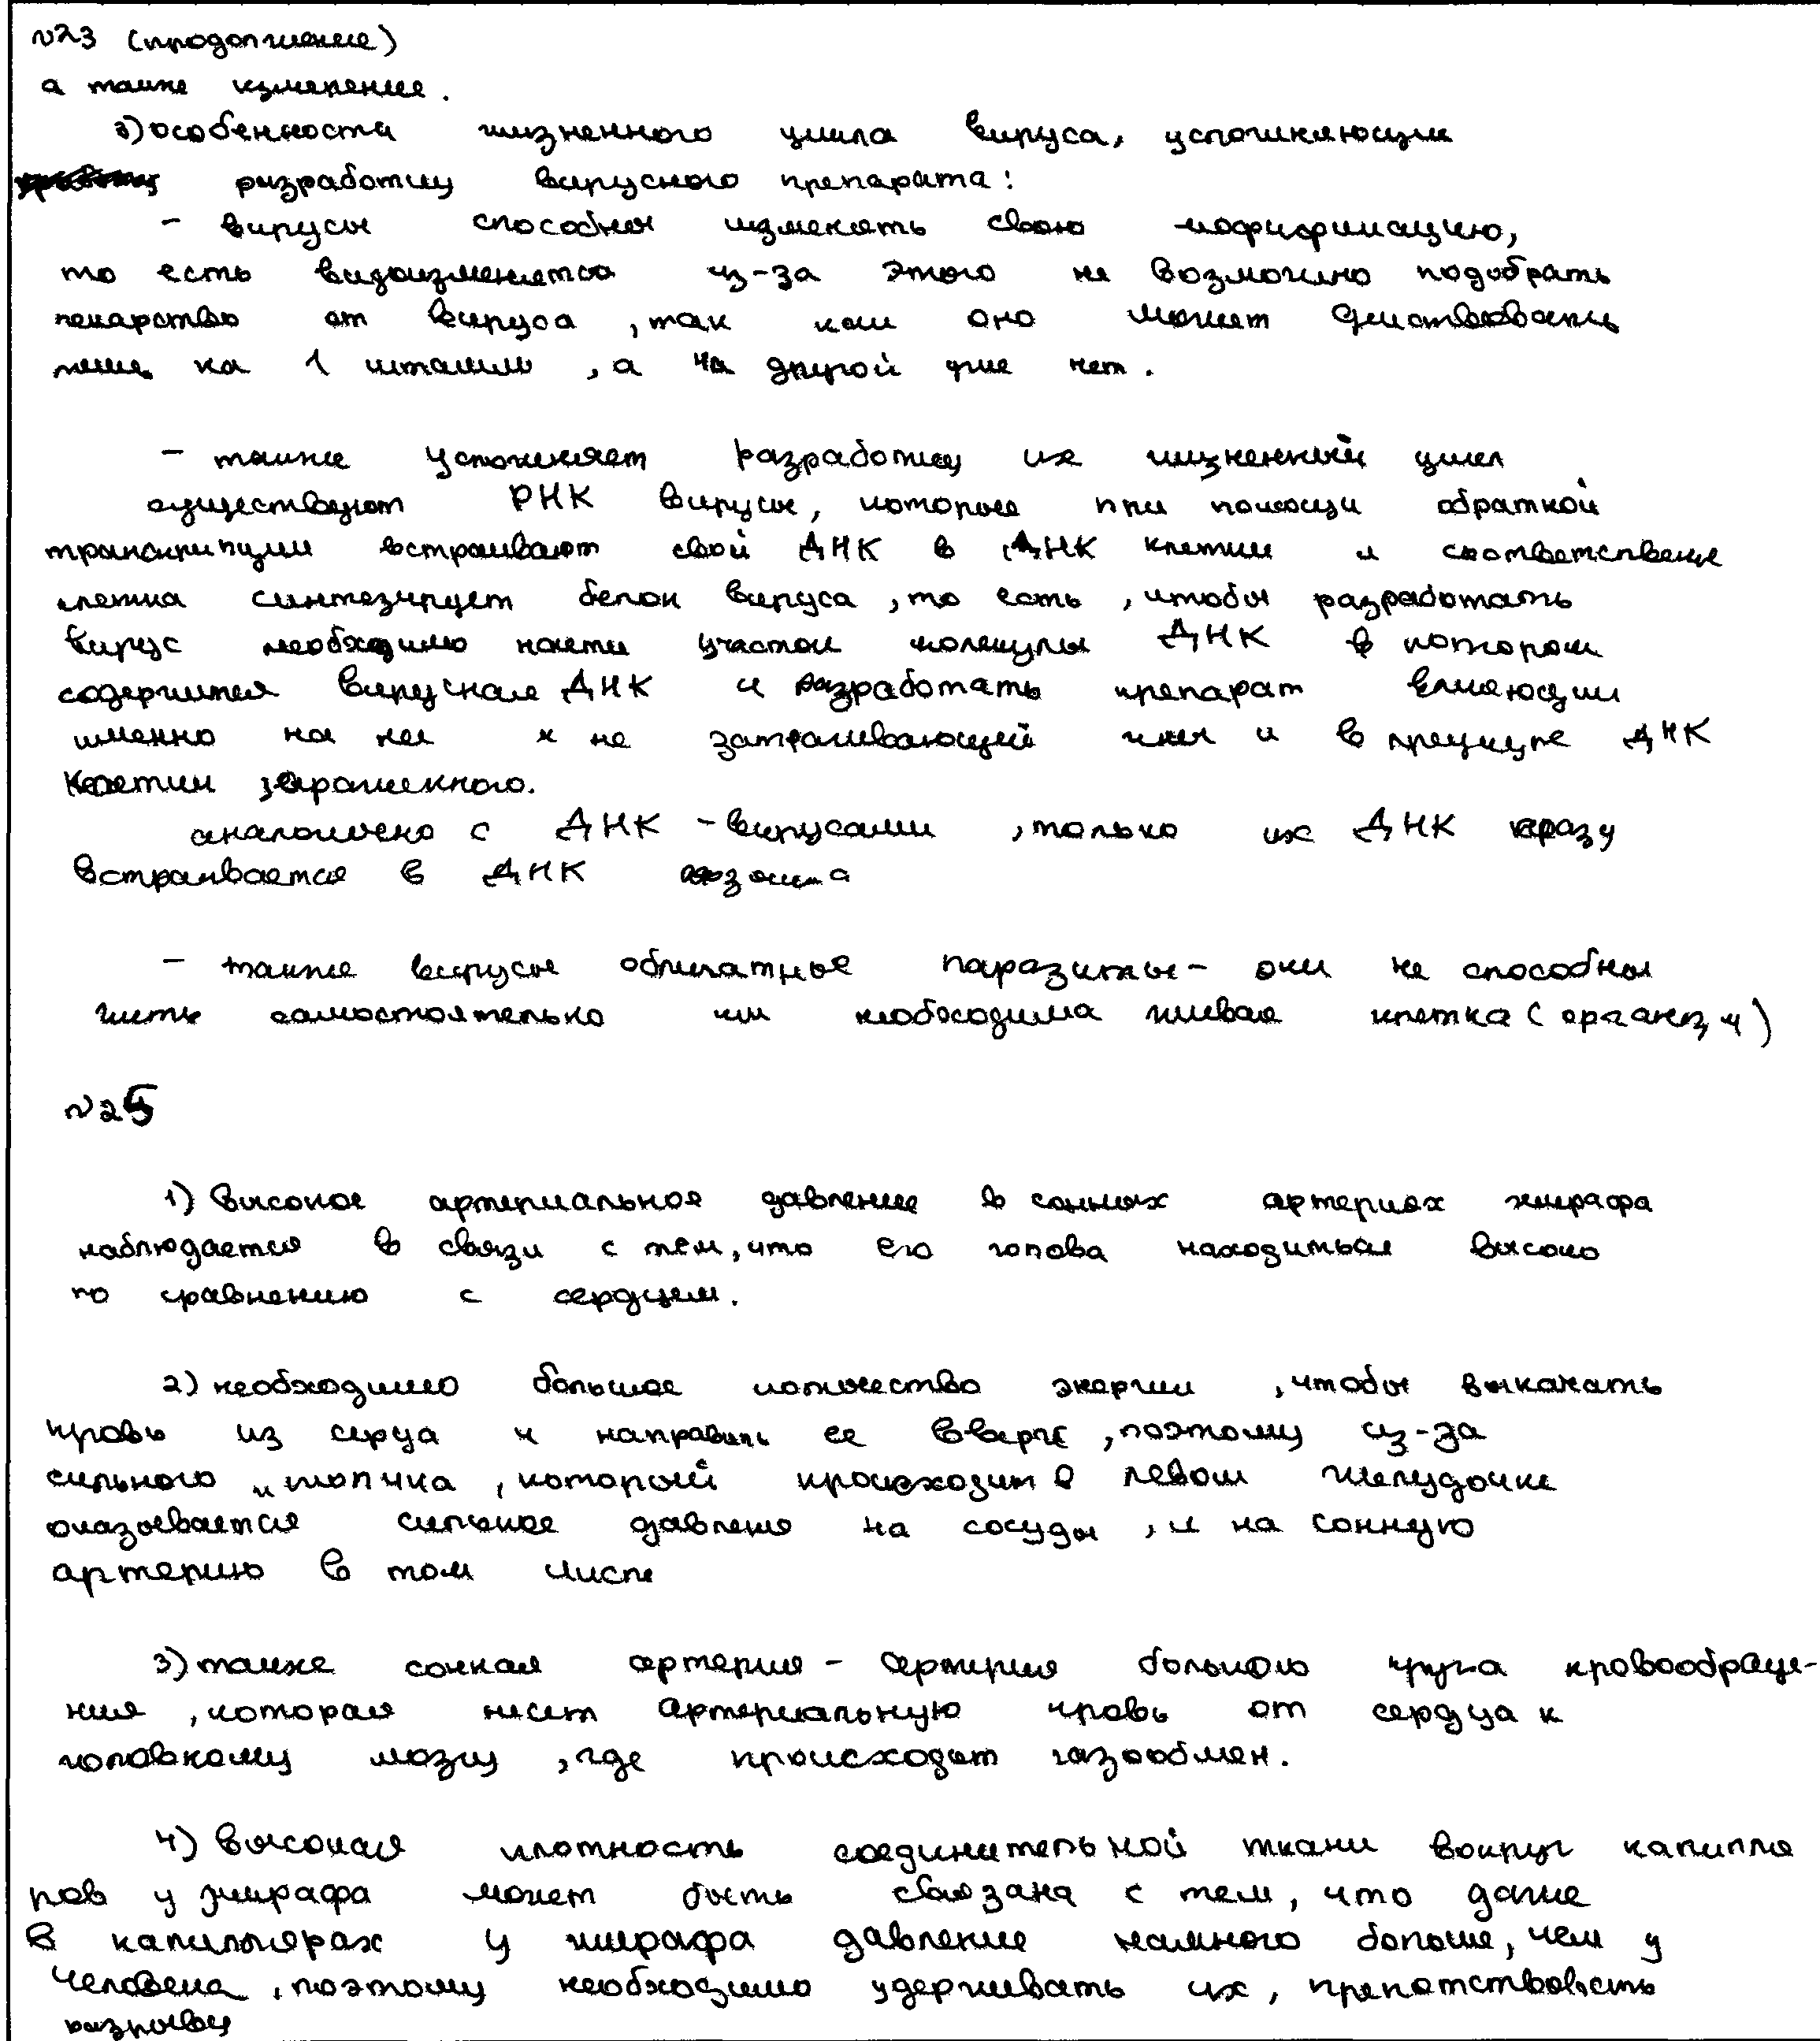 №23 (продолжение)
а также изменение.
3) особенности жизненного цикла вируса, усложняющие
разработку вирусного препарата:
- вирусы способны изменять свою
то есть видоизменяется из-за этого не возможно подобрать
лекарство от вируса, так как оно может действовать
лишь на 1 штамм, а на другой уже нет.
- также усложняет разработку их жизненный цикл
существуют РНК вирусы, которые при помощи обратной
транскрипции встраивают свой ДНК в ДНК клетки и соответственно
клетка синтезирует белок вируса, то есть, чтобы разработать
вирус необходимо найти участок молекулы ДНК в котором
содержится вирусная ДНК и разработать препарат влияющий
именно на нее и не затрагивающий и в принципе ДНК
клетки зараженного.
аналогично с ДНК-вирусами, только их ДНК сразу
встраивается в ДНК хозяина
- также вирусы облигатные паразиты - они не способны
жить самостоятельно им необходима живая клетка (организм)
№25
1) высокое артериальное давление в сонных артериях жирафа
наблюдается в связи с тем, что его голова находиться высоко
по сравнению с сердцем.
2) необходимо большое количество энергии, чтобы выкачать
кровь из серца и направить ее вверх, поэтому из-за
сильного "толчка, который происходит в левом желудочке
оказывается сильное давление на сосуды, и на сонную
артерию в том числе
3) также сонная артерия - артерия большого круга кровообраще-
ния, которая несет артериальную кровь от сердца к
головному мозгу, где происходит газообмен.
4) Высокая плотность соединительной ткани вокруг капилля
ров у жирафа может быть связана с тем, что даже
в капиллярах у жирафа давление намного больше, чем у
человека, поэтому необходимо удерживать их, препятствовать
разрыву